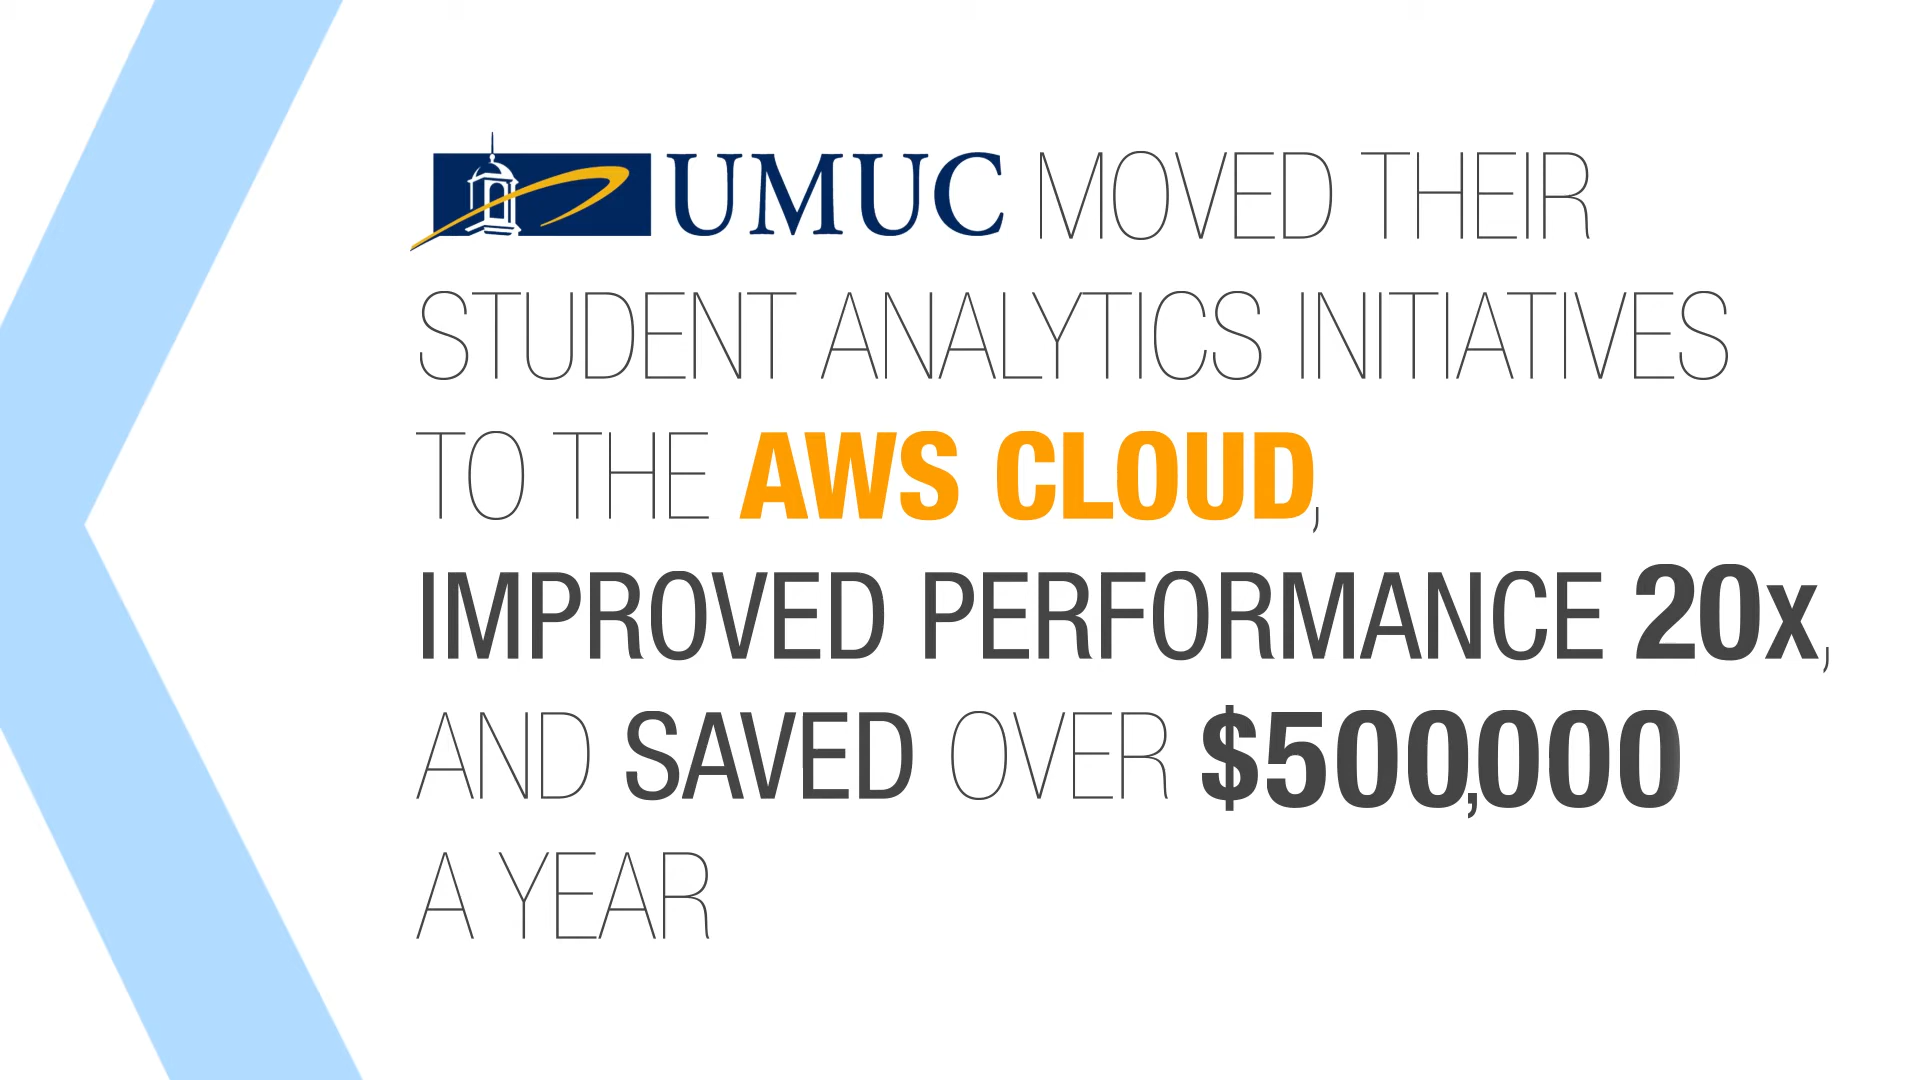 UMUC MOVED THEIR
STUDENT ANALYTICS INITIATIVES
TO THE AWS CLOUD,
IMPROVED PERFORMANCE 20x,
AND SAVED OVER $500,000
A YEAR